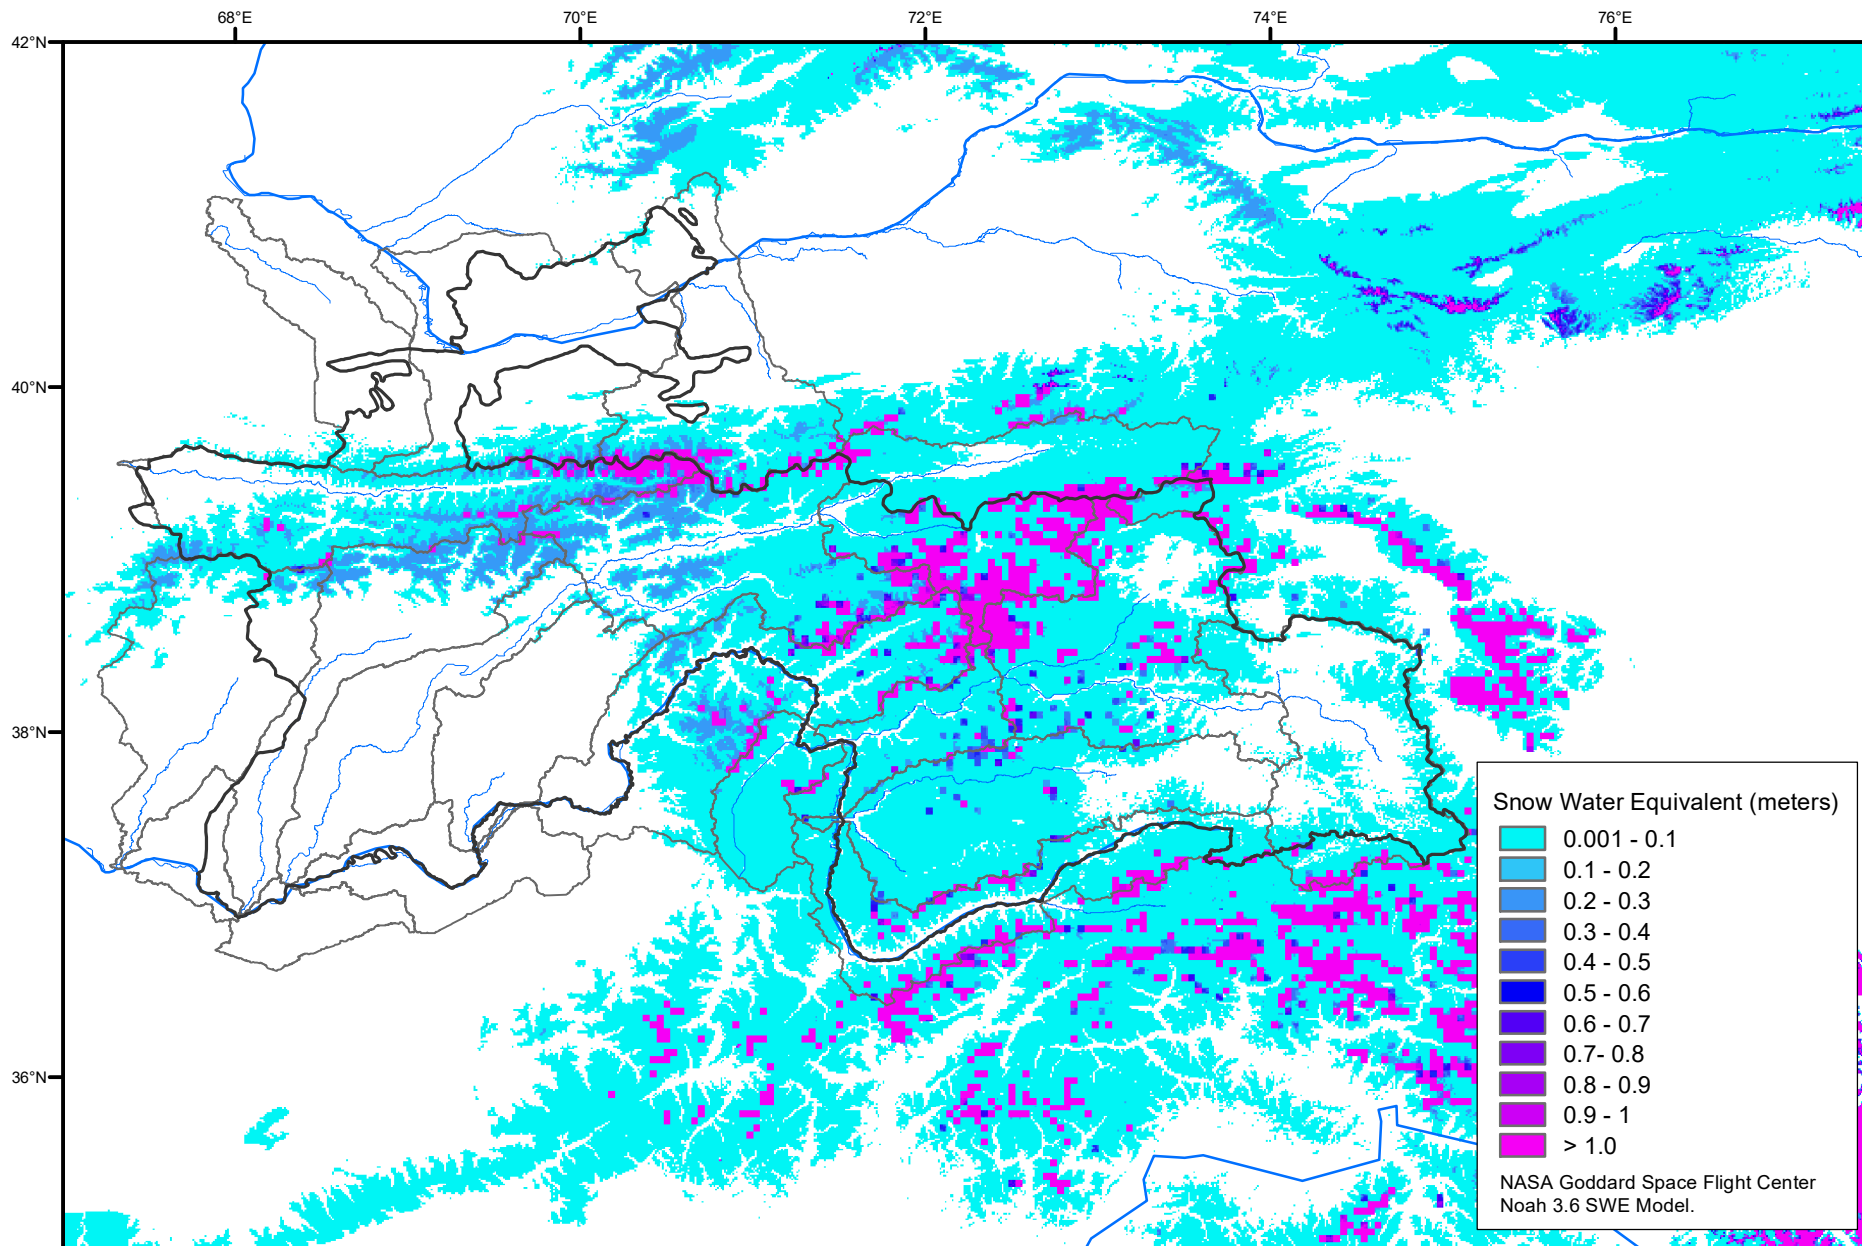 68°E 70°E 72°E 74°E 76°E
42°N
40°N
38°N
36°N
Snow Water Equivalent (meters)
0.001 - 0.1
0.1 - 0.2
0.2 - 0.3
0.3 - 0.4
0.4 - 0.5
0.5 - 0.6
0.6 - 0.7
0.7- 0.8
0.8 - 0.9
0.9 - 1
> 1.0
NASA Goddard Space Flight Center
Noah 3.6 SWE Model.